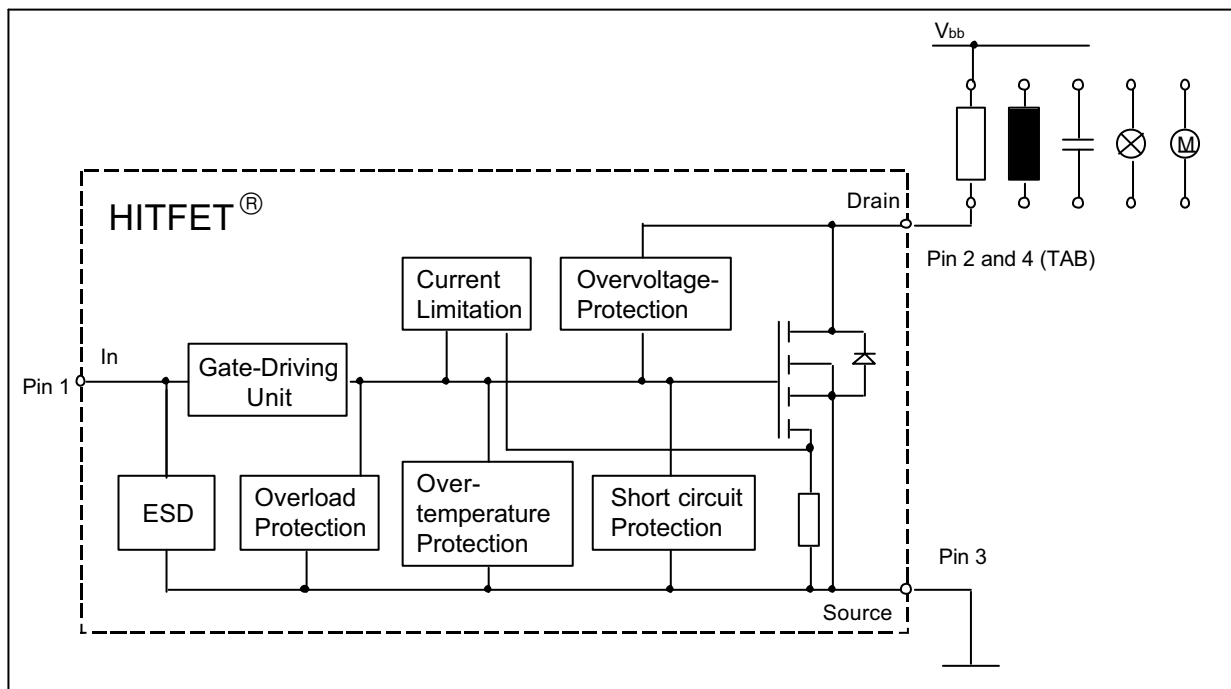 Vbb
M
HITFET ®
Drain
Pin 2 and 4 (TAB)
Current
Limitation
Overvoltage-
Protection
In
Pin 1
Gate-Driving
Unit
ESD
Overload
Protection
Over-
temperature
Protection
Short circuit
Protection
Pin 3
Source